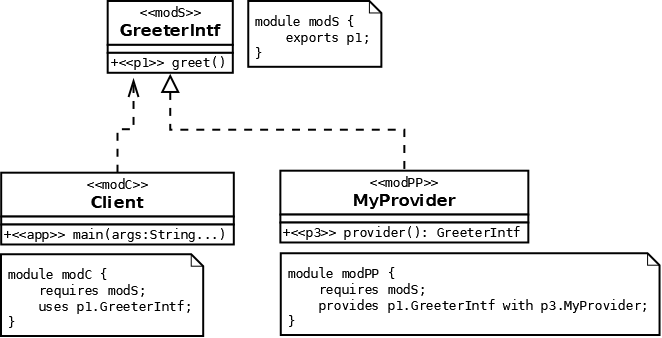 <<modS>>
GreeterIntf
+<<p1>> greet()
module modS {
    exports p1;
}
<<modC>>
Client
+<<app>> main(args:String...)
<<modPP>>
MyProvider
+<<p3>> provider(): GreeterIntf
module modC {
    requires modS;
    uses p1.GreeterIntf;
}
module modPP {
    requires modS;
    provides p1.GreeterIntf with p3.MyProvider;
}